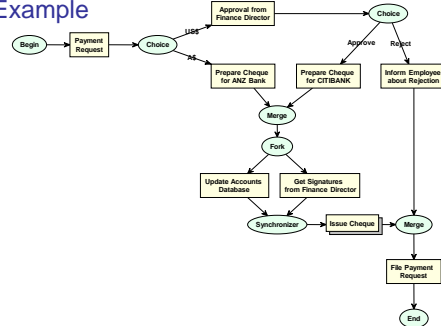 Example
Approval from
Finance Director
Choice
Begin
Payment
Request
Choice
US$
A$
Approve
Reject
Prepare Cheque
for ANZ Bank
Prepare Cheque
for CITIBANK
Inform Employee
about Rejection
Merge
Fork
Update Accounts
Database
Get Signatures
from Finance Director
Synchronizer
Issue Cheque
Merge
File Payment
Request
End